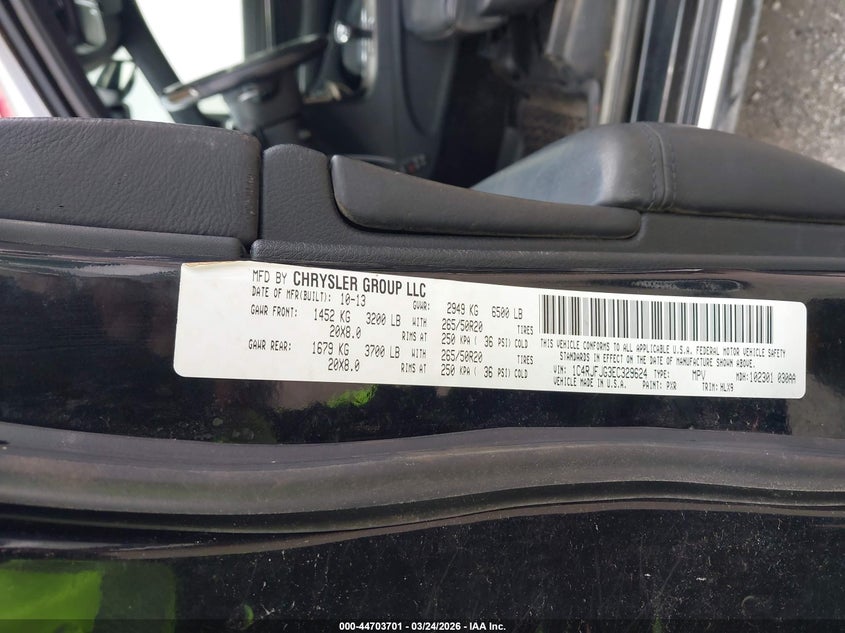 MFD BY CHRYSLER GROUP LLC
DATE OF MFR(BUILT): 10-13 GVWR: 2949 KG 6500 LB
GAWR FRONT: 1452 KG 3200 LB WITH 265/50R20 TIRES
20X8.0 RIMS AT 250 KPA ( 36 PSI) COLD
GAWR REAR: 1679 KG 3700 LB WITH 265/50R20 TIRES
20X8.0 RIMS AT 250 KPA ( 36 PSI) COLD
THIS VEHICLE CONFORMS TO ALL APPLICABLE U.S.A. FEDERAL MOTOR VEHICLE SAFETY
STANDARDS IN EFFECT ON THE DATE OF MANUFACTURE SHOWN ABOVE.
VIN: 1C4RJFJG3EC329624 TYPE: MPV MDH: 102301 030AA
VEHICLE MADE IN U.S.A. PAINT: PXR TRIM: HLX9
000-44703701 - 03/24/2026 - IAA Inc.